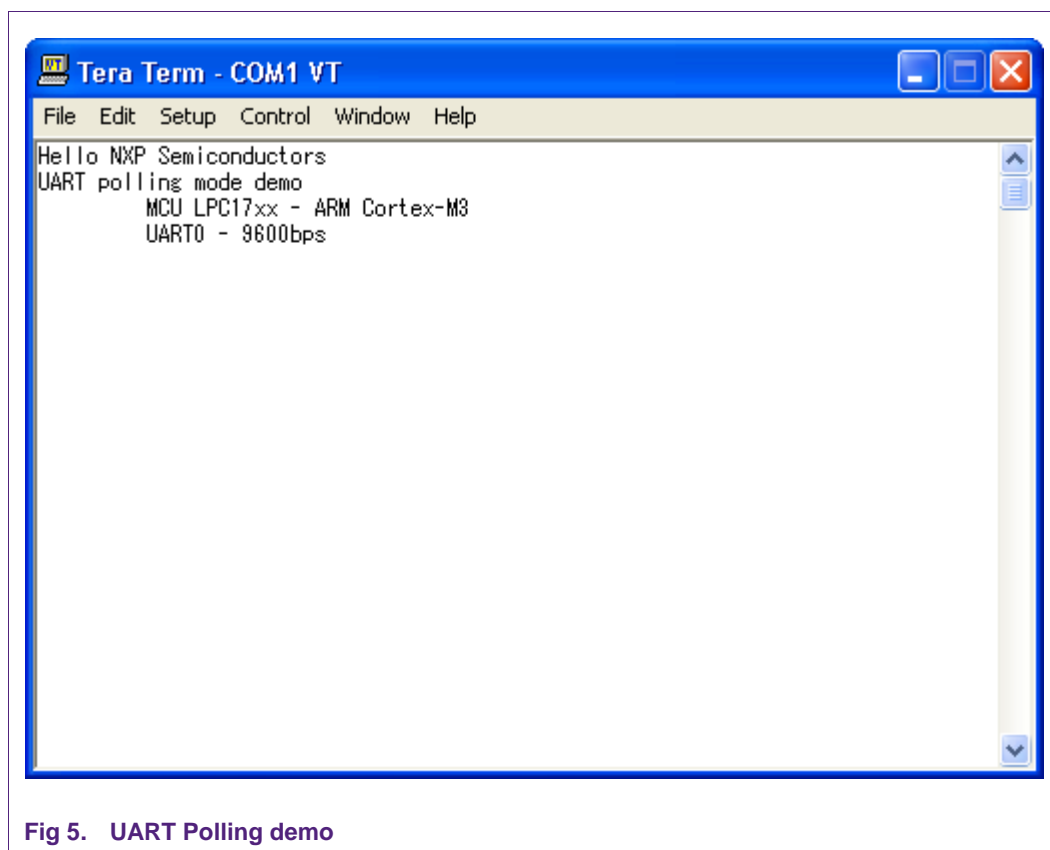 VT
Tera Term - COM1 VT
File Edit Setup Control Window Help
Hello NXP Semiconductors
UART polling mode demo
MCU LPC17xx - ARM Cortex-M3
UART0 - 9600bps
Fig 5. UART Polling demo